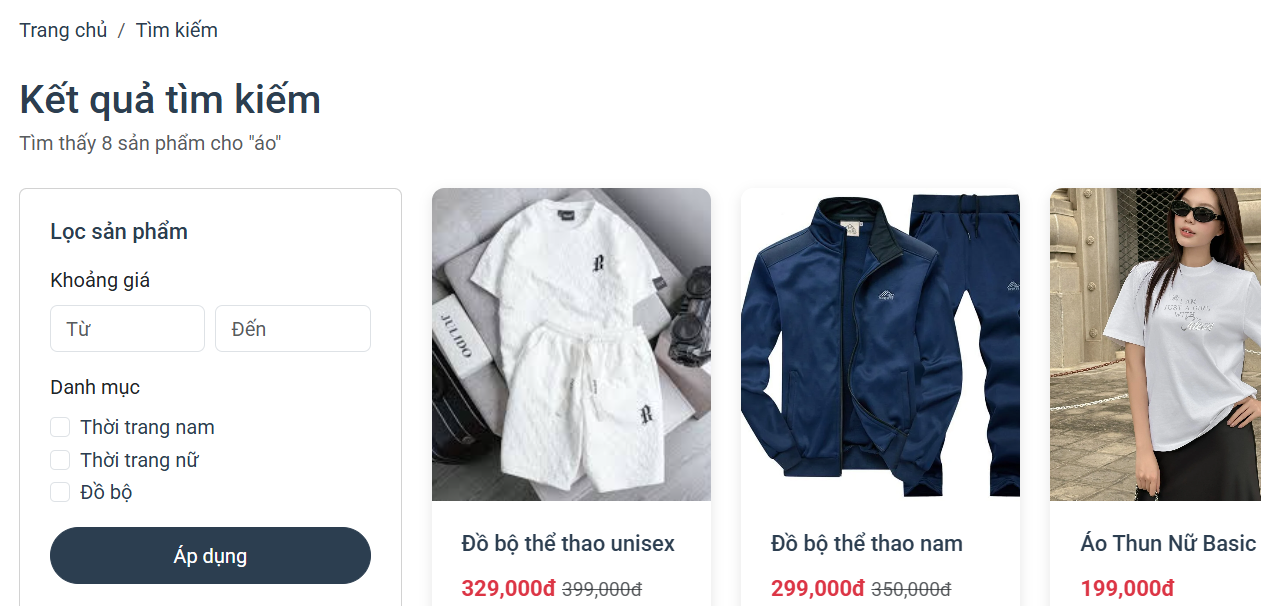 Trang chủ / Tìm kiếm
Kết quả tìm kiếm
Tìm thấy 8 sản phẩm cho "áo"
Lọc sản phẩm
Khoảng giá
Từ
Đến
Danh mục
Thời trang nam
Thời trang nữ
Đồ bộ
Áp dụng
JULIDO
Đồ bộ thể thao unisex
329,000đ 399,000đ
Đồ bộ thể thao nam
299,000đ 350,000đ
Áo Thun Nữ Basic
199,000đ